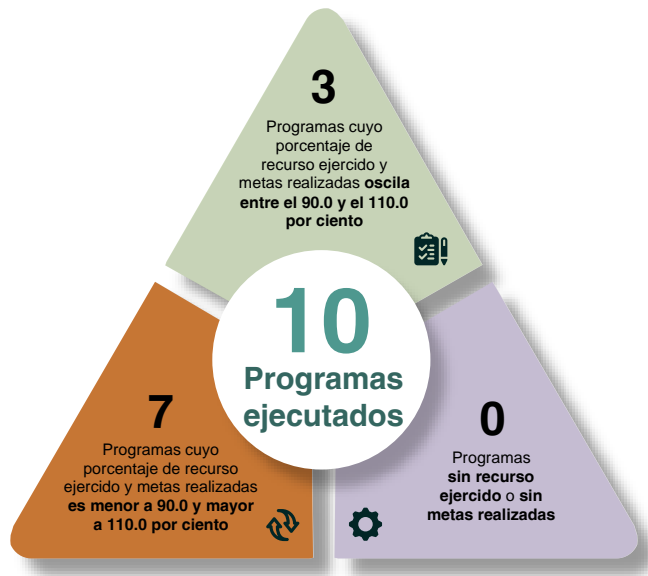 3
Programas cuyo
porcentaje de
recurso ejercido y
metas realizadas oscila
entre el 90.0 y el 110.0
por ciento
10
Programas
ejecutados
7
Programas cuyo
porcentaje de recurso
ejercido y metas realizadas
es menor a 90.0 y mayor
a 110.0 por ciento
0
Programas
sin recurso
ejercido o sin
metas realizadas